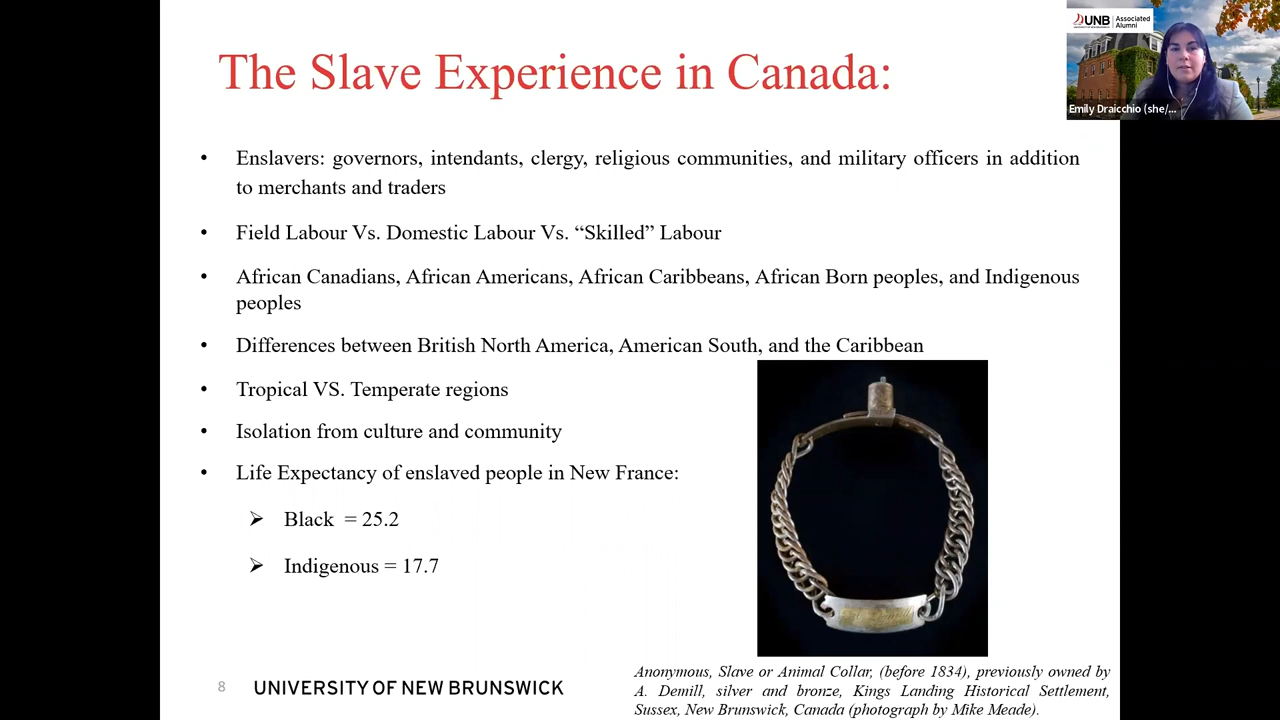 The Slave Experience in Canada:
UNB | Associated Alumni
Emily Draicchio (she/...
• Enslavers: governors, intendants, clergy, religious communities, and military officers in addition
to merchants and traders
• Field Labour Vs. Domestic Labour Vs. “Skilled” Labour
• African Canadians, African Americans, African Caribbeans, African Born peoples, and Indigenous
peoples
• Differences between British North America, American South, and the Caribbean
• Tropical VS. Temperate regions
• Isolation from culture and community
• Life Expectancy of enslaved people in New France:
➢ Black = 25.2
➢ Indigenous = 17.7
Anonymous, Slave or Animal Collar, (before 1834), previously owned by
A. Demill, silver and bronze, Kings Landing Historical Settlement,
Sussex, New Brunswick, Canada (photograph by Mike Meade).
8 UNIVERSITY OF NEW BRUNSWICK